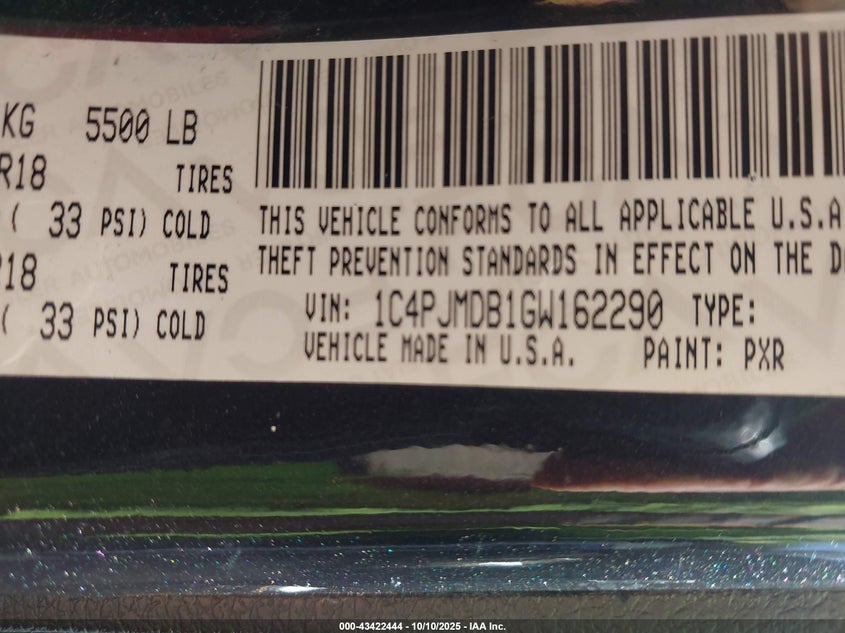 KG 5500 LB
R18 TIRES
( 33 PSI) COLD
R18 TIRES
( 33 PSI) COLD
THIS VEHICLE CONFORMS TO ALL APPLICABLE U.S.A
THEFT PREVENTION STANDARDS IN EFFECT ON THE
VIN: 1C4PJMDB1GW162290 TYPE:
VEHICLE MADE IN U.S.A. PAINT: PXR
000-43422444 - 10/10/2025 - IAA Inc.